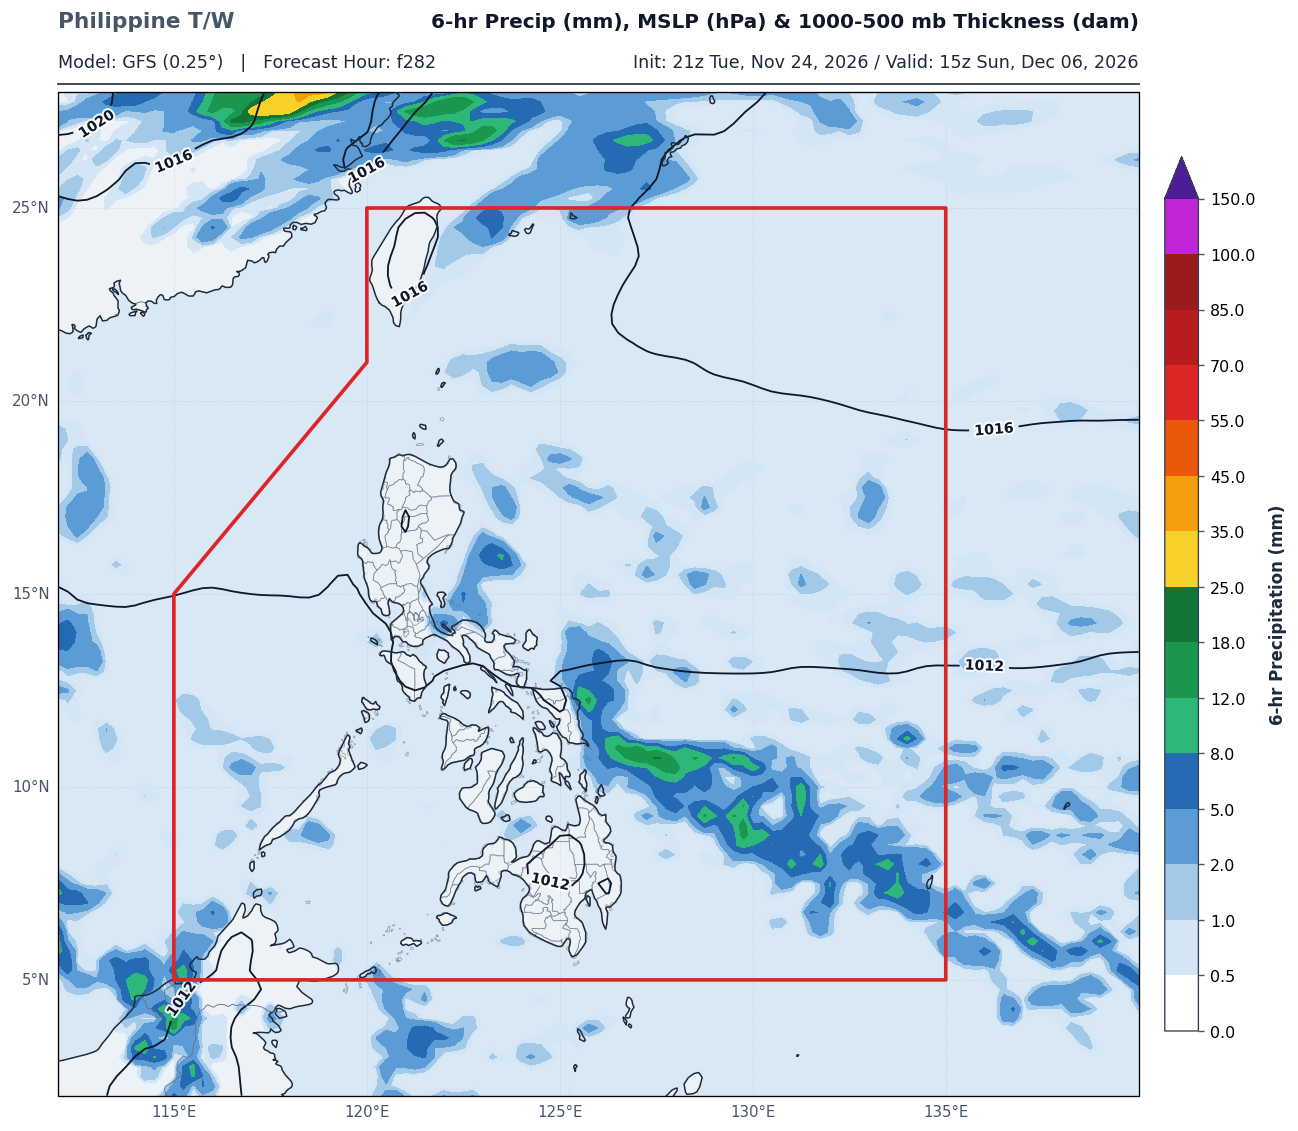 Philippine T/W
6-hr Precip (mm), MSLP (hPa) & 1000-500 mb Thickness (dam)
Model: GFS (0.25°)   |   Forecast Hour: f282
Init: 21z Tue, Nov 24, 2026 / Valid: 15z Sun, Dec 06, 2026
1020
1016
1016
1016
1016
1012
1012
1012
25°N
20°N
15°N
10°N
5°N
115°E
120°E
125°E
130°E
135°E
150.0
100.0
85.0
70.0
55.0
45.0
35.0
25.0
18.0
12.0
8.0
5.0
2.0
1.0
0.5
0.0
6-hr Precipitation (mm)